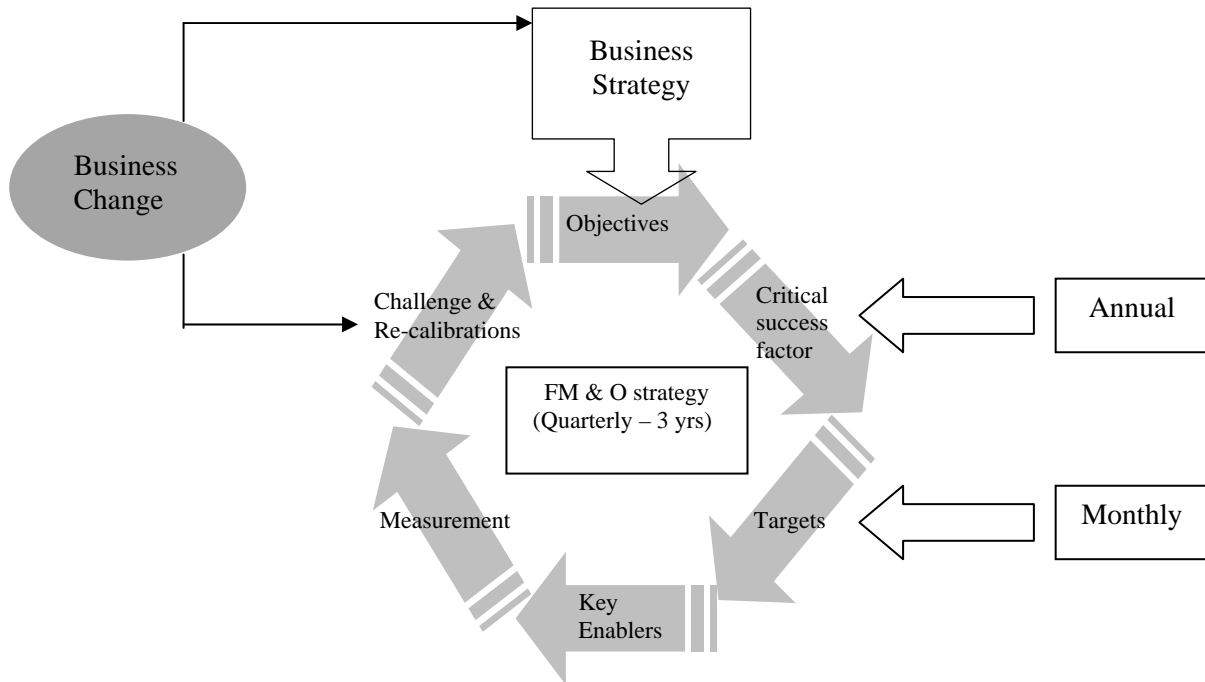 Business
Strategy
Business
Change
Objectives
Challenge &
Re-calibrations
Critical
success
factor
Annual
FM & O strategy
(Quarterly – 3 yrs)
Measurement
Targets
Monthly
Key
Enablers